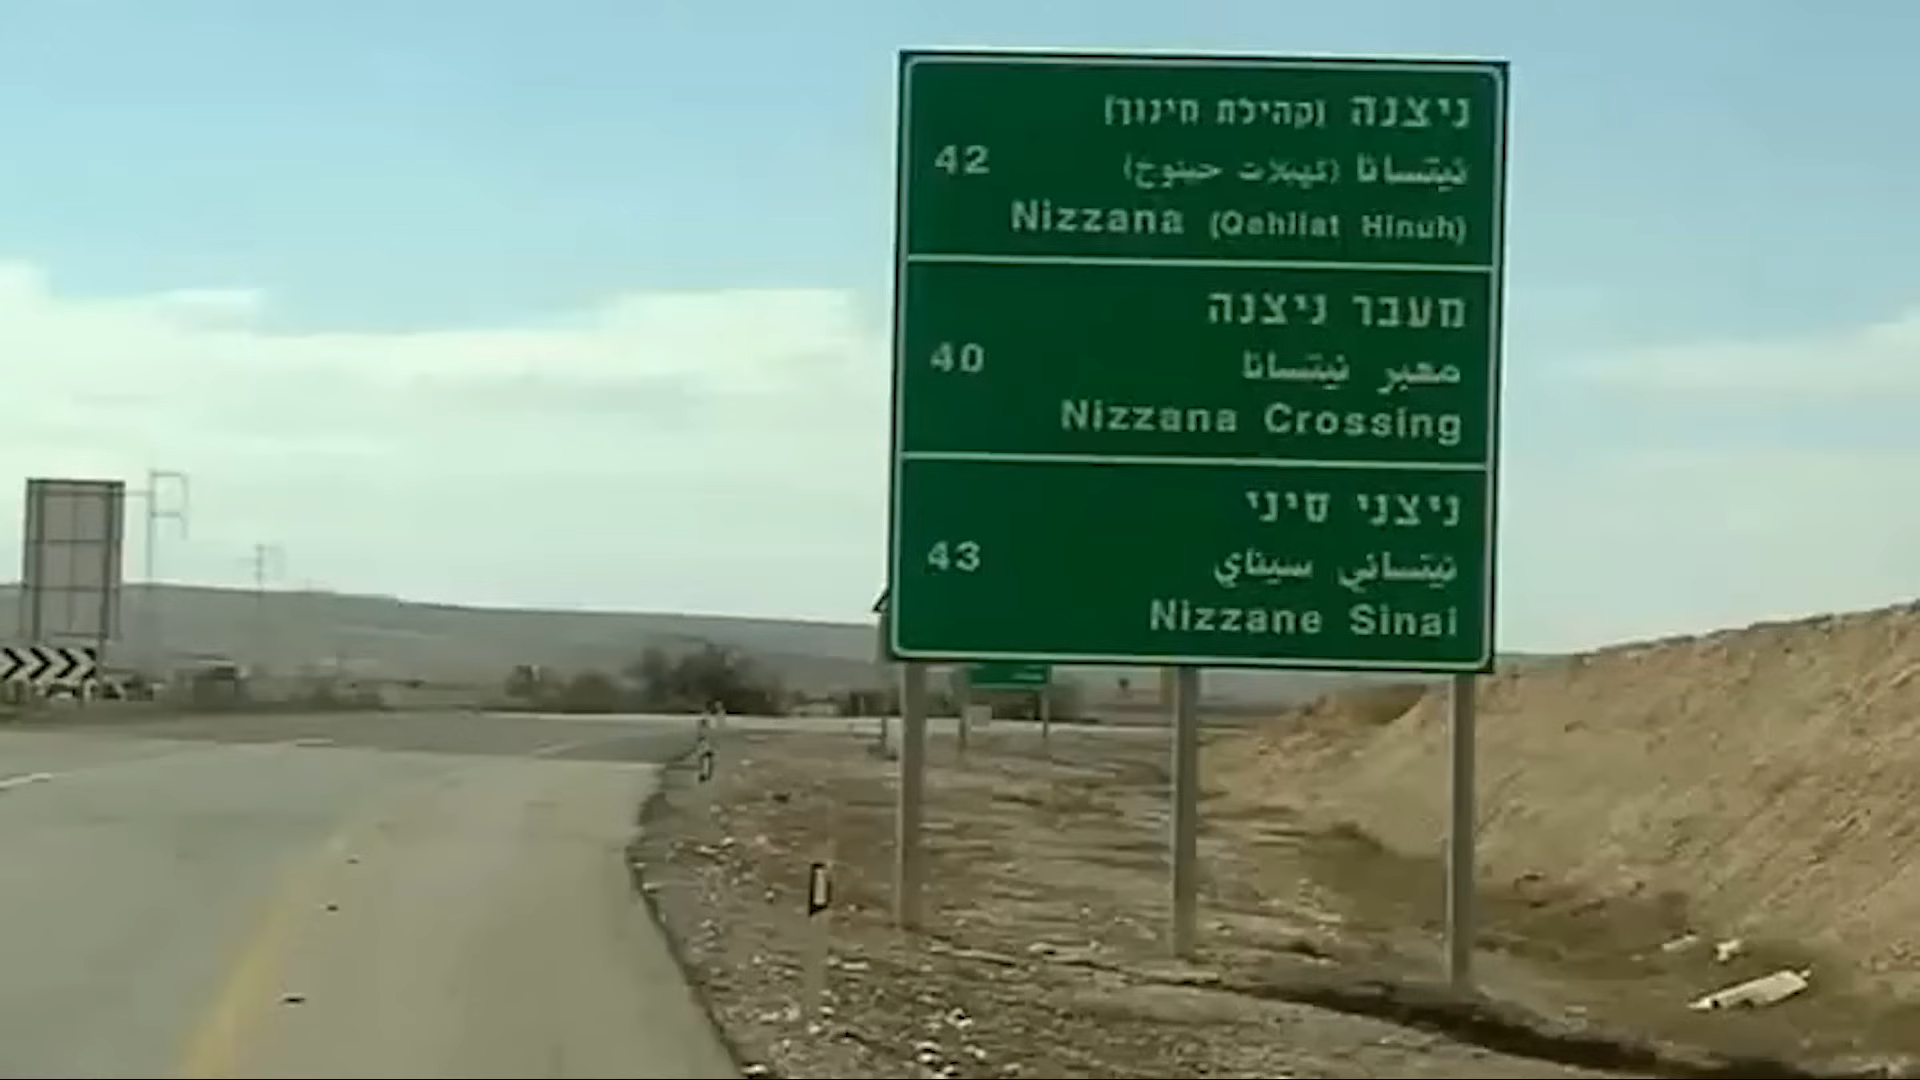 ניצנה (קהילת חינוך)
نيتسانا (كهيلات حينوخ)
42
Nizzana (Qehilat Hinuh)
מעבר ניצנה
معبر نيتسانا
40
Nizzana Crossing
ניצני סיני
نيتساني سيناي
43
Nizzane Sinai